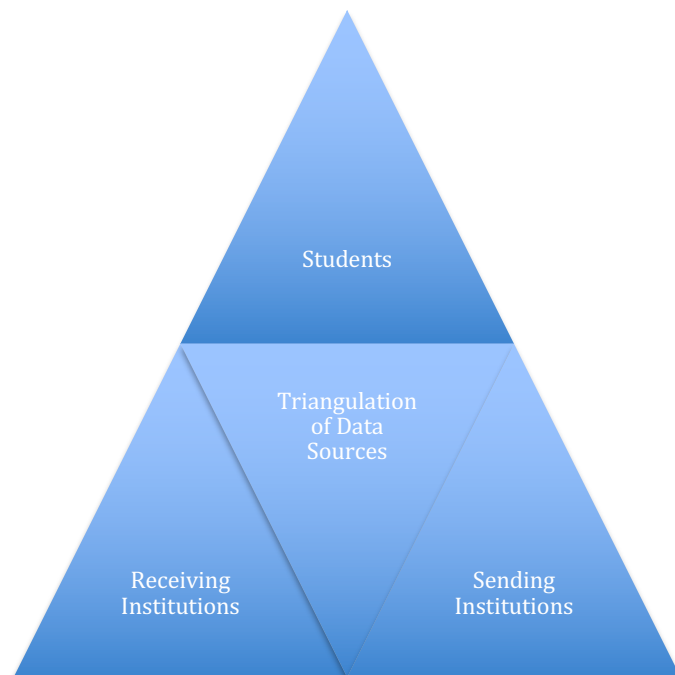 Students
Triangulation
of Data
Sources
Receiving
Institutions
Sending
Institutions